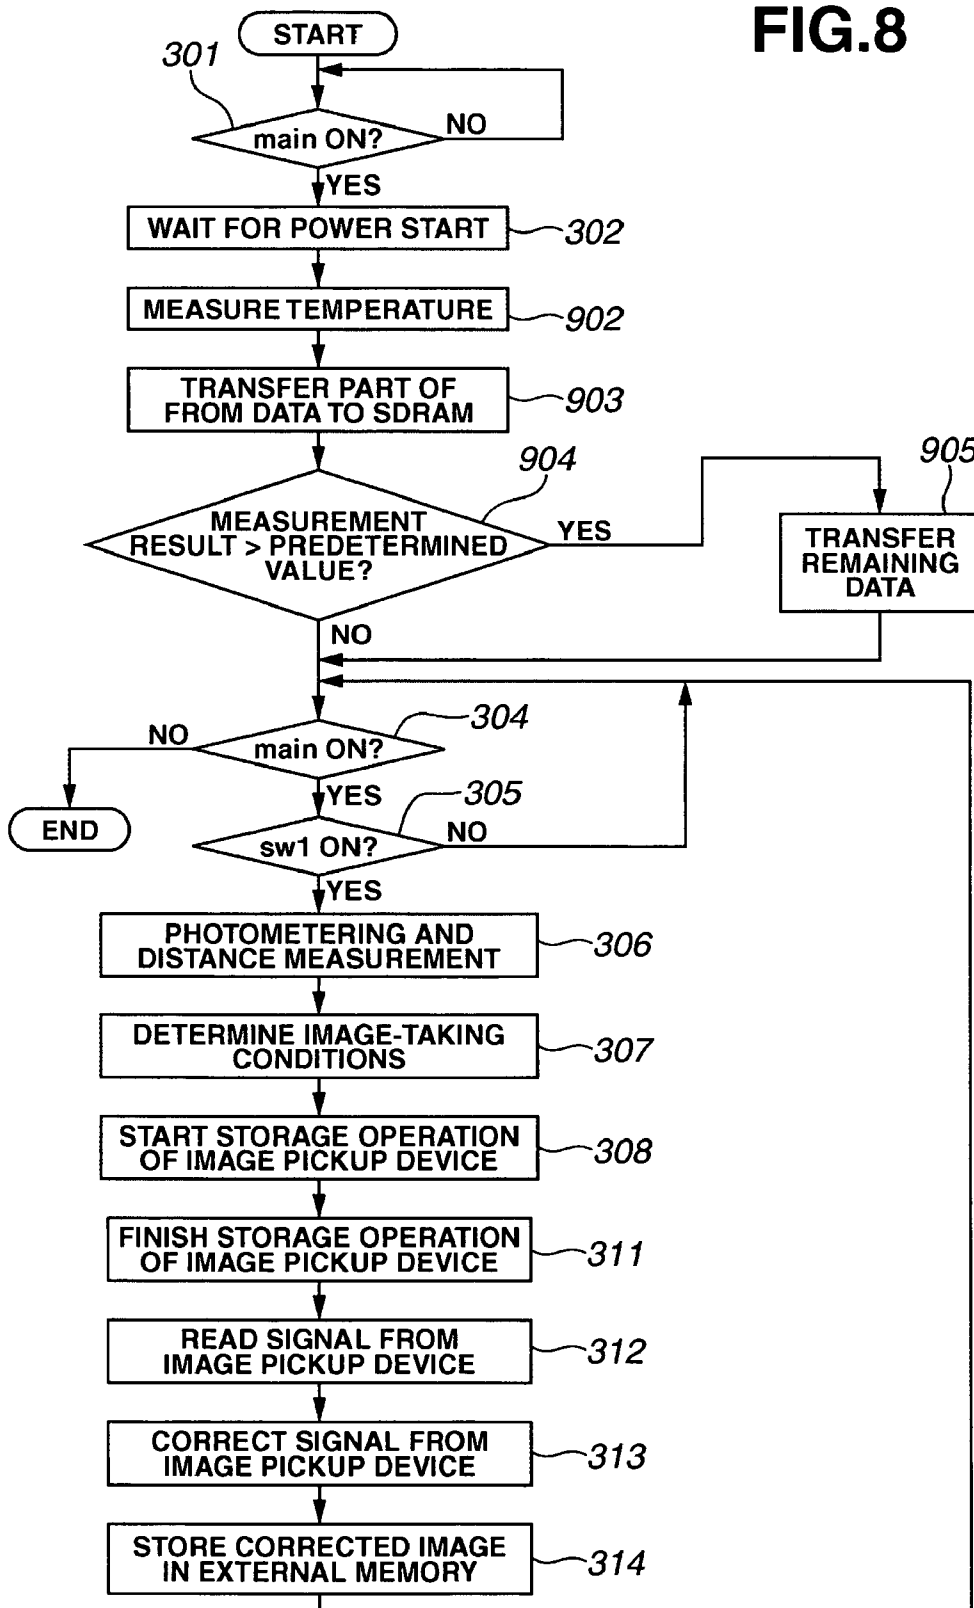 FIG.8
START
301
main ON?
NO
YES
WAIT FOR POWER START
302
MEASURE TEMPERATURE
902
TRANSFER PART OF
FROM DATA TO SDRAM
903
904
MEASUREMENT
RESULT > PREDETERMINED
VALUE?
YES
NO
905
TRANSFER
REMAINING
DATA
304
main ON?
NO
END
YES
305
sw1 ON?
NO
YES
PHOTOMETERING AND
DISTANCE MEASUREMENT
306
DETERMINE IMAGE-TAKING
CONDITIONS
307
START STORAGE OPERATION
OF IMAGE PICKUP DEVICE
308
FINISH STORAGE OPERATION
OF IMAGE PICKUP DEVICE
311
READ SIGNAL FROM
IMAGE PICKUP DEVICE
312
CORRECT SIGNAL FROM
IMAGE PICKUP DEVICE
313
STORE CORRECTED IMAGE
IN EXTERNAL MEMORY
314